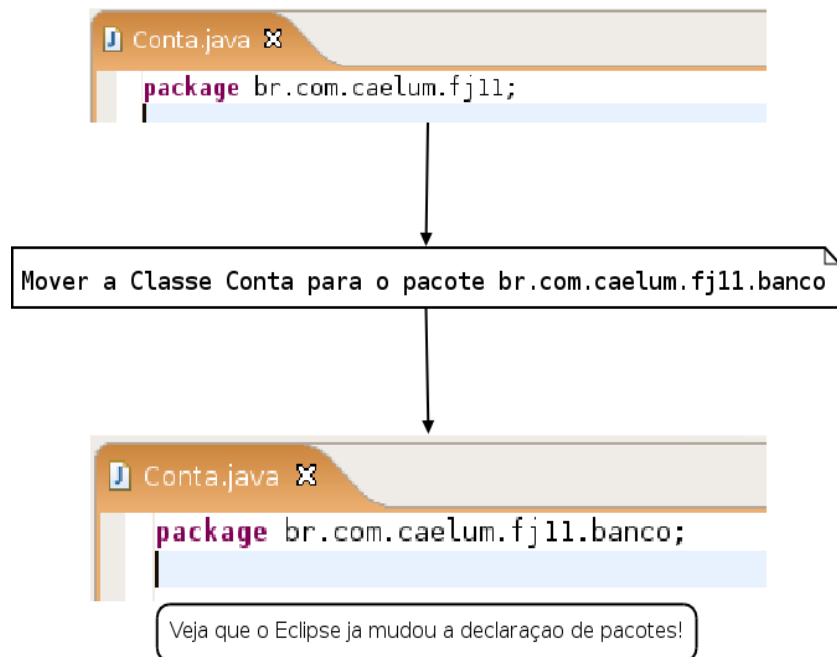 Conta.java
package br.com.caelum.fj11;
Mover a Classe Conta para o pacote br.com.caelum.fj11.banco
Conta.java
package br.com.caelum.fj11.banco;
Veja que o Eclipse ja mudou a declaraçao de pacotes!